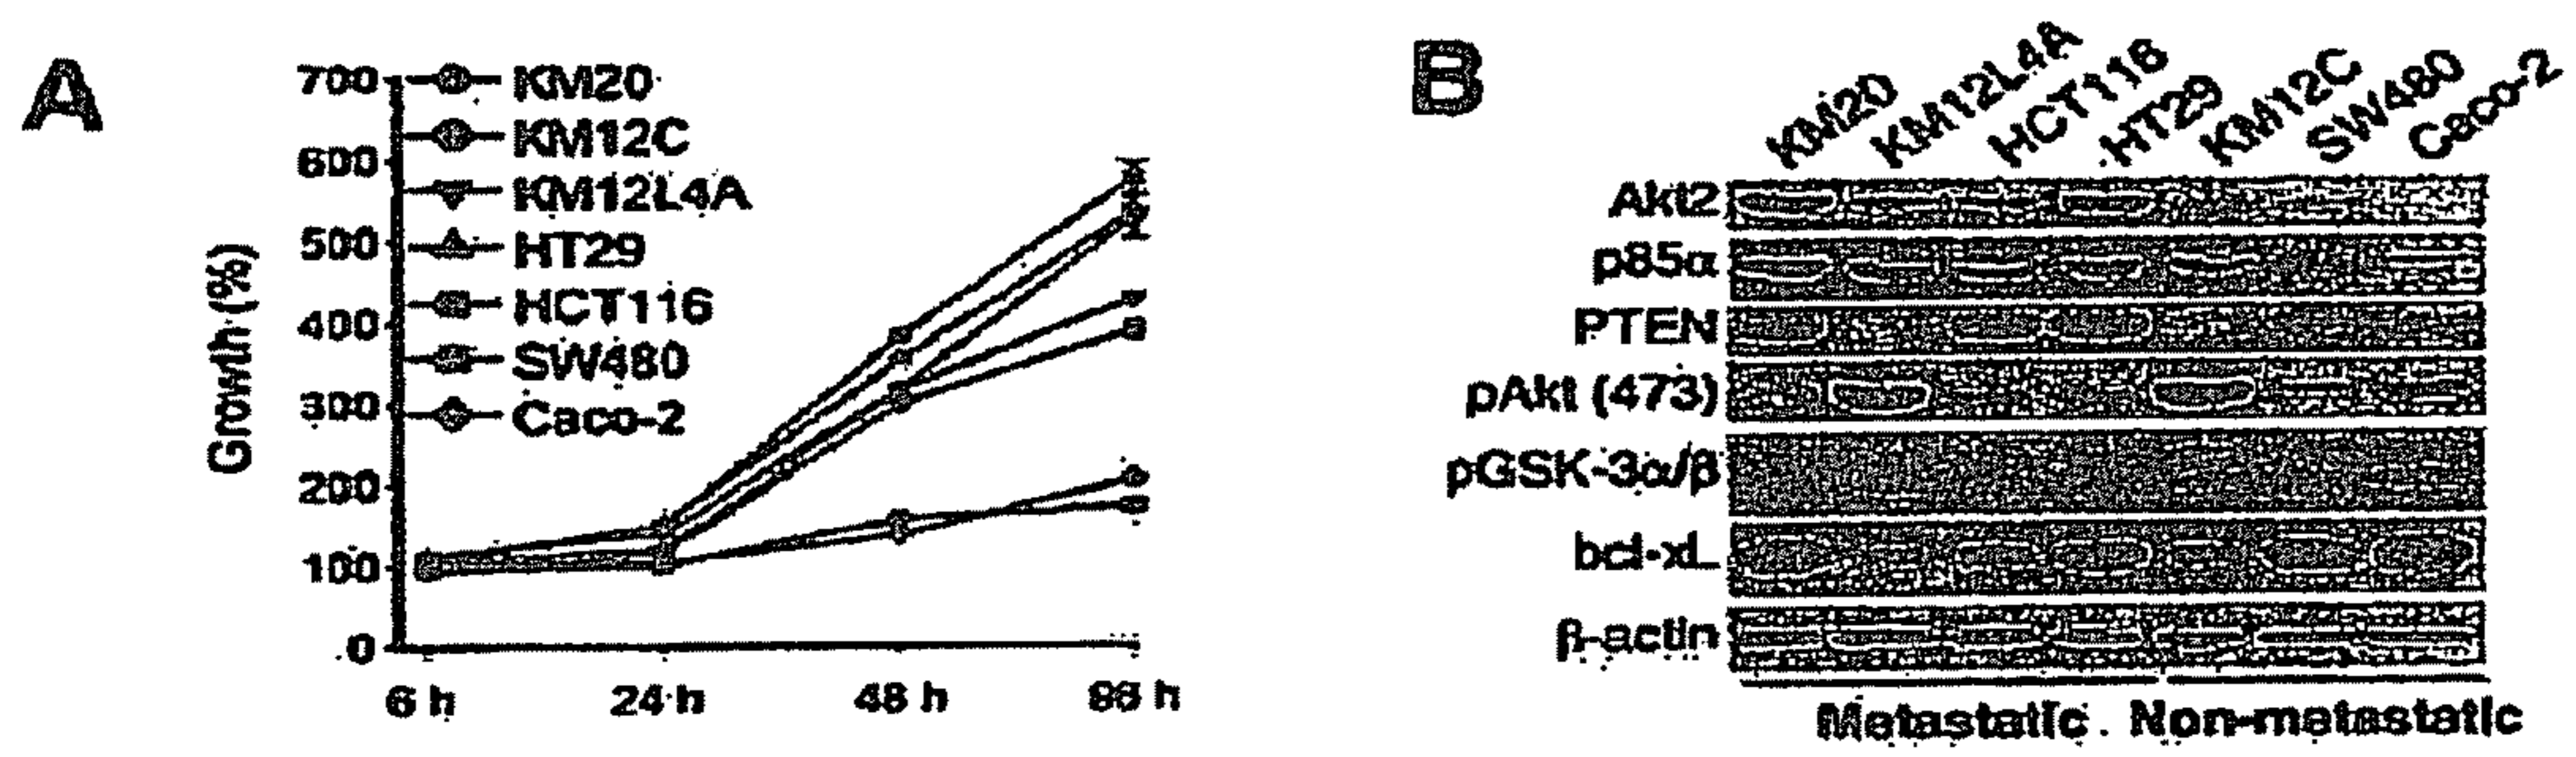 A
700
600
500
400
300
200
100
0
Growth (%)
KM20
KM12C
KM12L4A
HT29
HCT116
SW480
Caco-2
6 h
24 h
48 h
B
KM20
KM12L4A
HCT116
HT29
KM12C
SW480
Caco-2
Akt2
p85α
PTEN
pAkt (473)
pGSK-3α/β
bcl-xL
β-actin
Metastatic
Non-metastatic